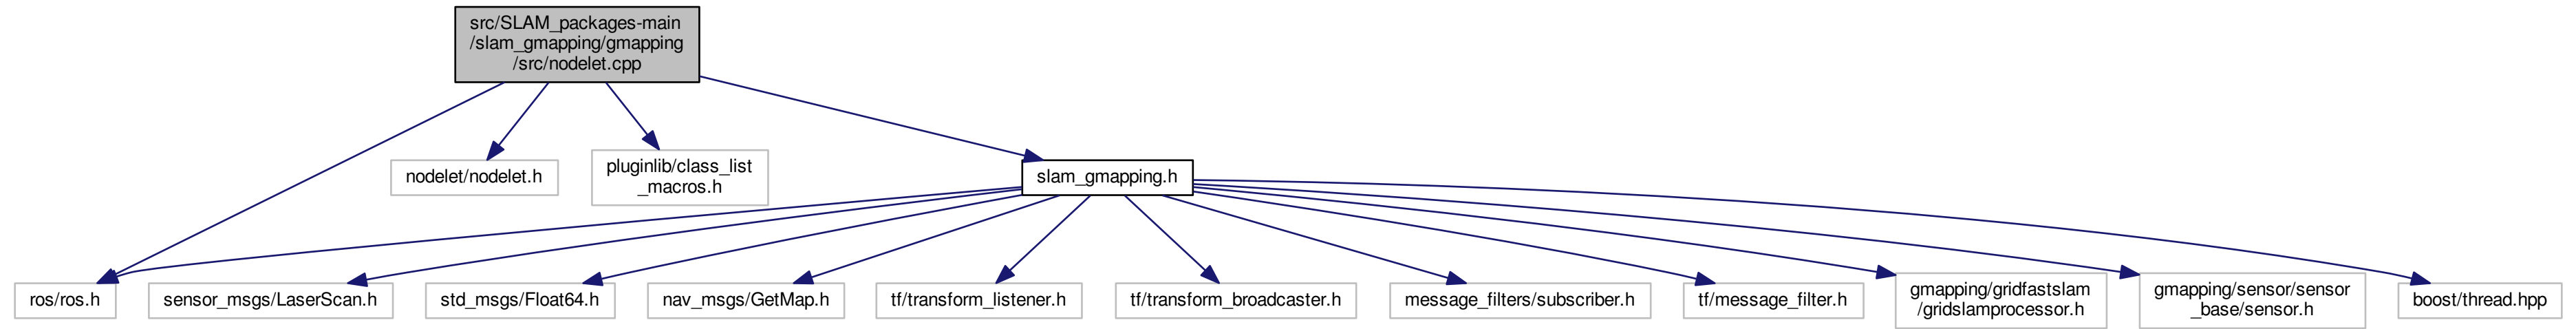 src/SLAM_packages-main
/slam_gmapping/gmapping
/src/nodelet.cpp
nodelet/nodelet.h
pluginlib/class_list
_macros.h
slam_gmapping.h
ros/ros.h
sensor_msgs/LaserScan.h
std_msgs/Float64.h
nav_msgs/GetMap.h
tf/transform_listener.h
tf/transform_broadcaster.h
message_filters/subscriber.h
tf/message_filter.h
gmapping/gridfastslam
/gridslamprocessor.h
gmapping/sensor/sensor
_base/sensor.h
boost/thread.hpp